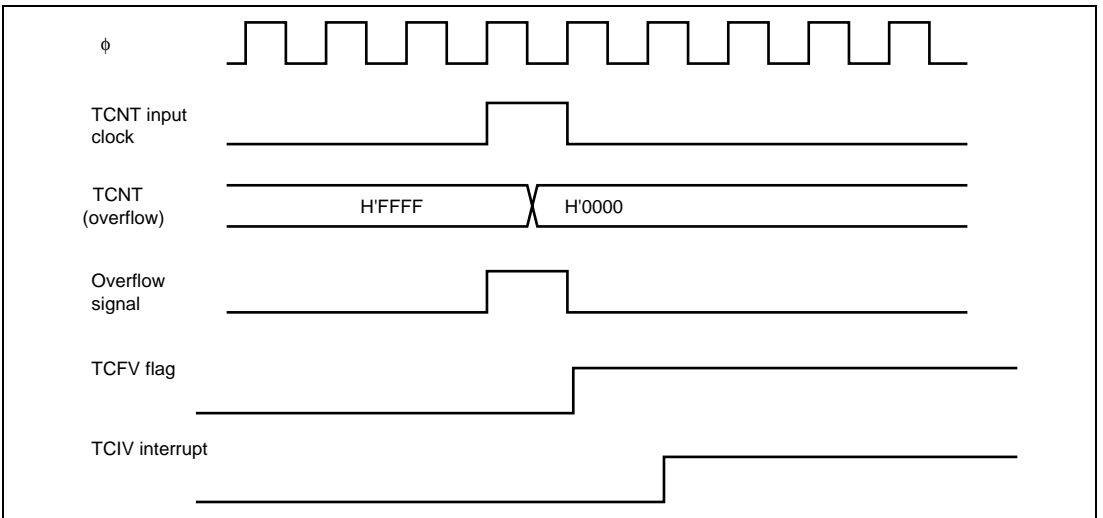 ϕ
TCNT input
clock
TCNT
(overflow)
H'FFFF
H'0000
Overflow
signal
TCFV flag
TCIV interrupt